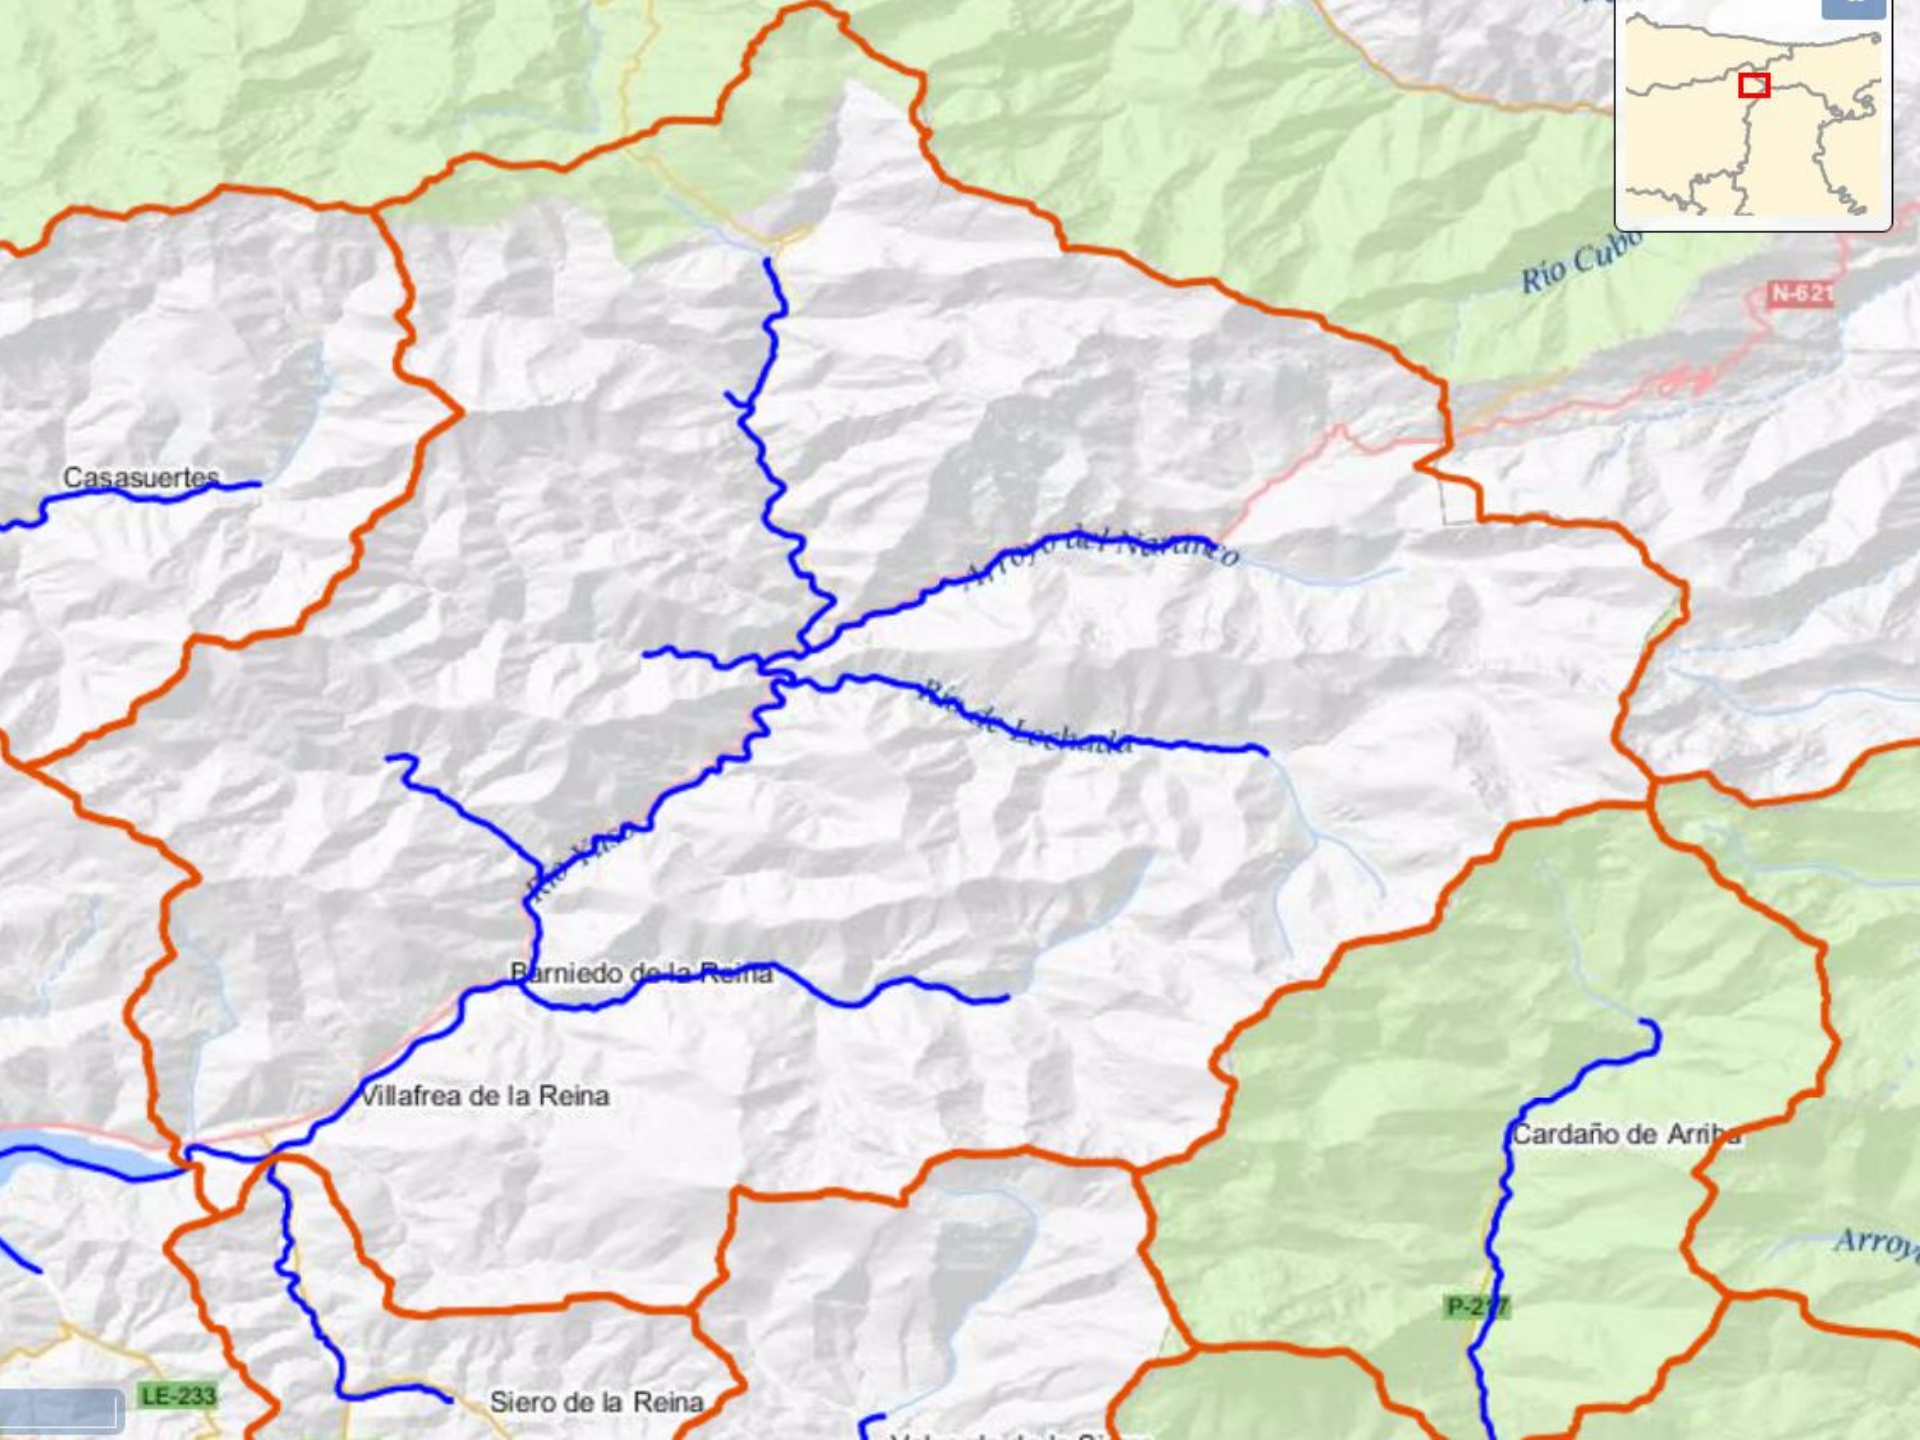 Río Cubo
N-621
Casasuertes
Arroyo del Naranco
Río de Lechada
Río Yuso
Barniedo de la Reina
Villafrea de la Reina
Cardaño de Arriba
Arroyo
P-217
LE-233
Siero de la Reina